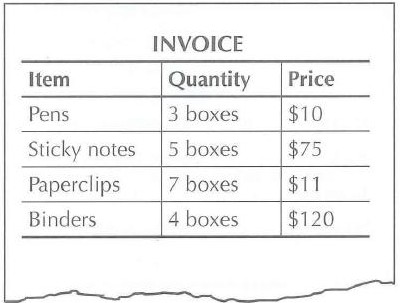 INVOICE
Item Quantity Price
Pens 3 boxes $10
Sticky notes 5 boxes $75
Paperclips 7 boxes $11
Binders 4 boxes $120